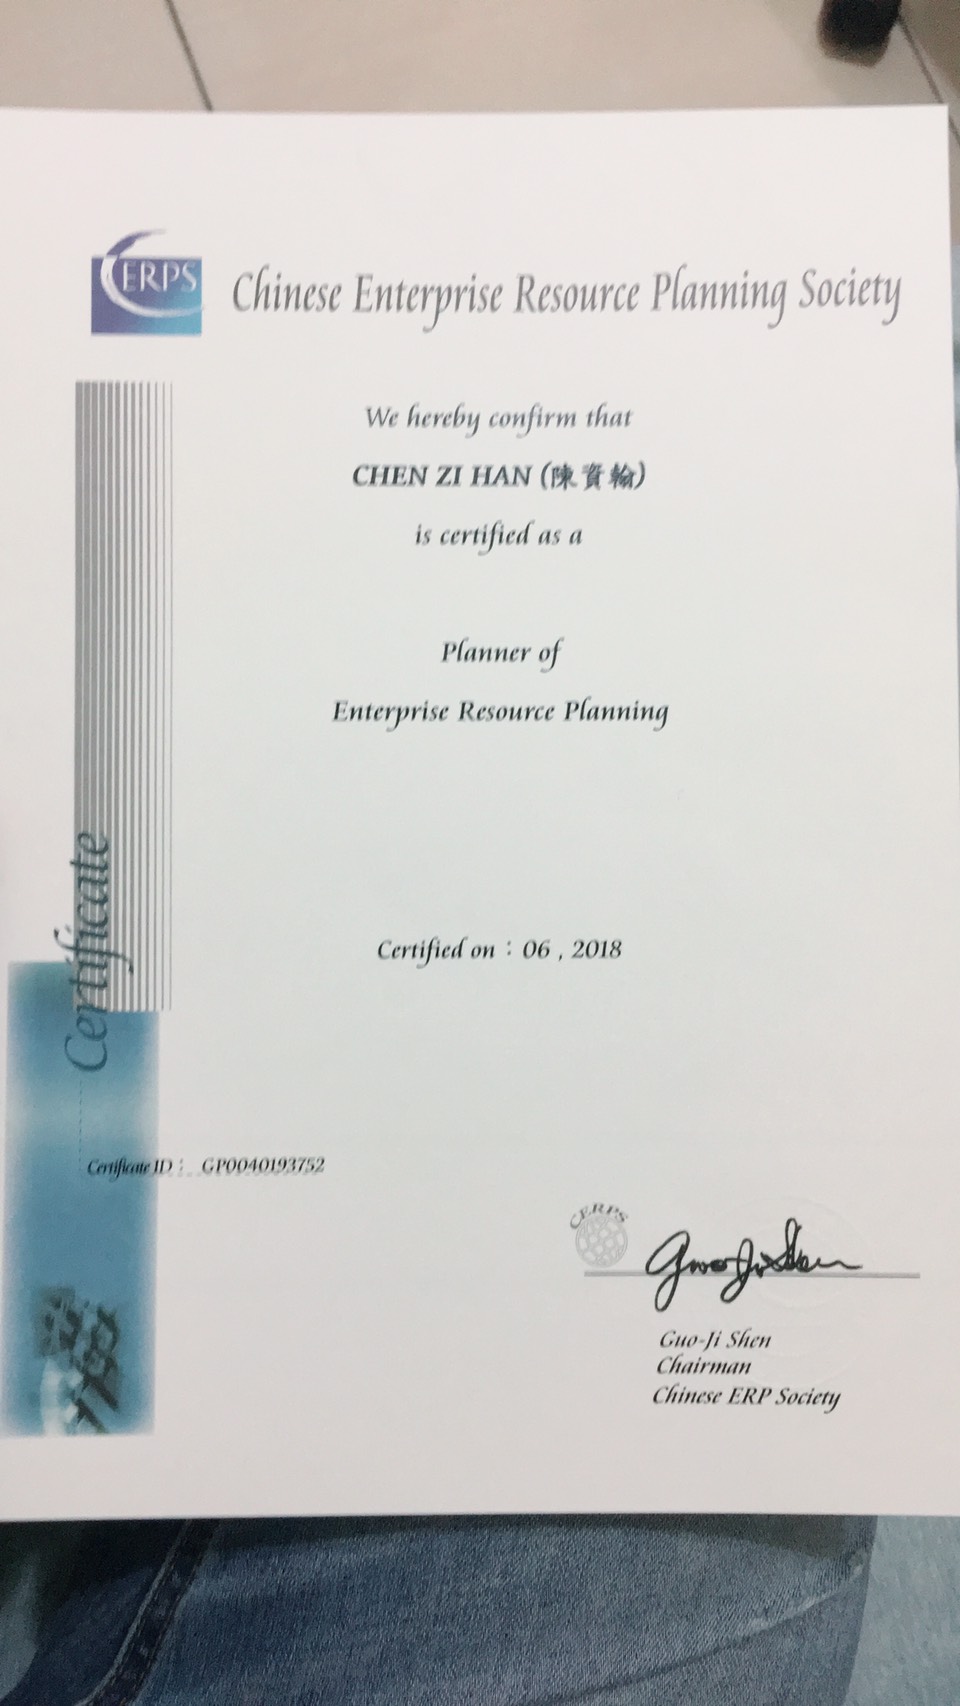 CERPS
Chinese Enterprise Resource Planning Society
We hereby confirm that
CHEN ZI HAN (陳資翰)
is certified as a
Planner of
Enterprise Resource Planning
Certified on：06 , 2018
Certificate
Certificate ID： GP0040193752
CERPS
Guo-Ji Shen
Guo-Ji Shen
Chairman
Chinese ERP Society